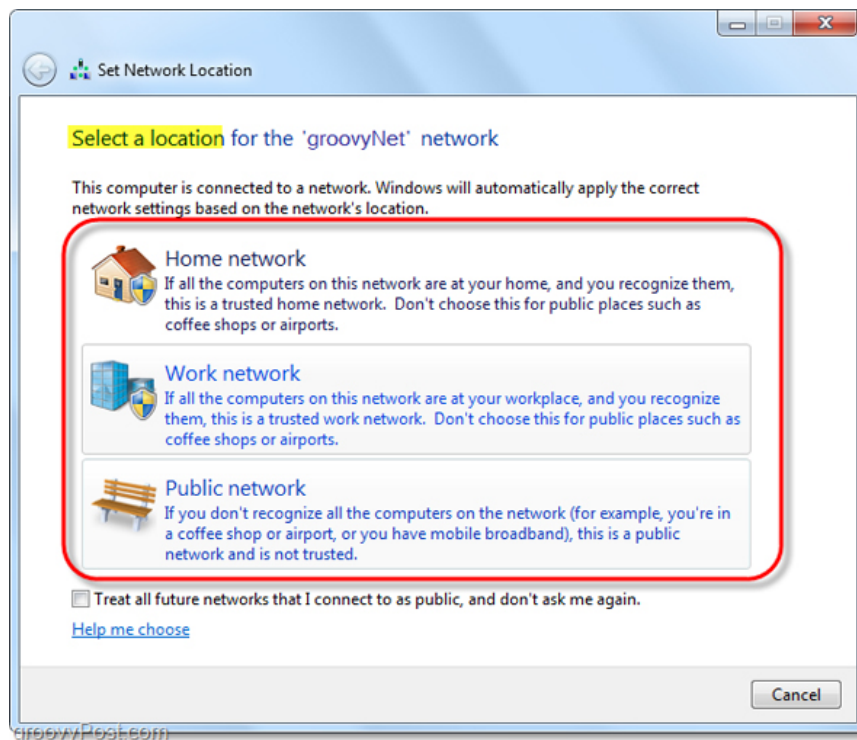 Set Network Location
Select a location for the 'groovyNet' network
This computer is connected to a network. Windows will automatically apply the correct
network settings based on the network's location.
Home network
If all the computers on this network are at your home, and you recognize them,
this is a trusted home network.  Don't choose this for public places such as
coffee shops or airports.
Work network
If all the computers on this network are at your workplace, and you recognize
them, this is a trusted work network.  Don't choose this for public places such as
coffee shops or airports.
Public network
If you don't recognize all the computers on the network (for example, you're in
a coffee shop or airport, or you have mobile broadband), this is a public
network and is not trusted.
Treat all future networks that I connect to as public, and don't ask me again.
Help me choose
Cancel
groovyPost.com